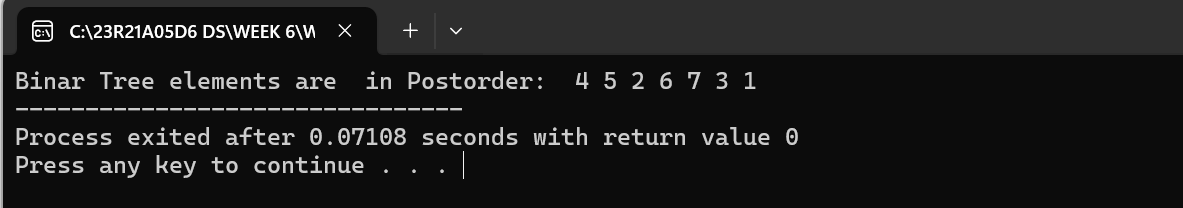 C:\23R21A05D6 DS\WEEK 6\W
Binar Tree elements are  in Postorder:  4 5 2 6 7 3 1
--------------------------------
Process exited after 0.07108 seconds with return value 0
Press any key to continue . . .